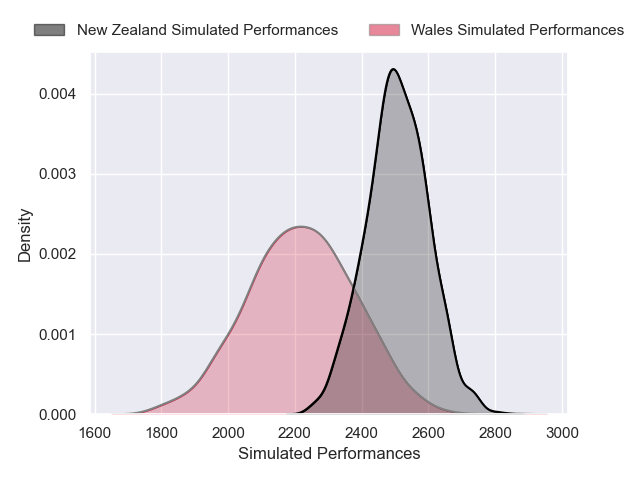 New Zealand Simulated Performances Wales Simulated Performances
0.004
0.003
0.002
0.001
0.000
Density
1600 1800 2000 2200 2400 2600 2800 3000
Simulated Performances